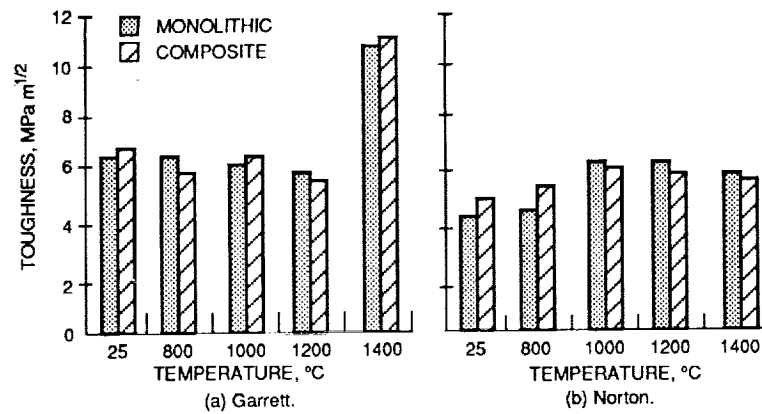 12
10
8
6
4
2
0
TOUGHNESS, MPa m1/2
MONOLITHIC
COMPOSITE
25 800 1000 1200 1400
TEMPERATURE, °C
(a) Garrett.
25 800 1000 1200 1400
TEMPERATURE, °C
(b) Norton.